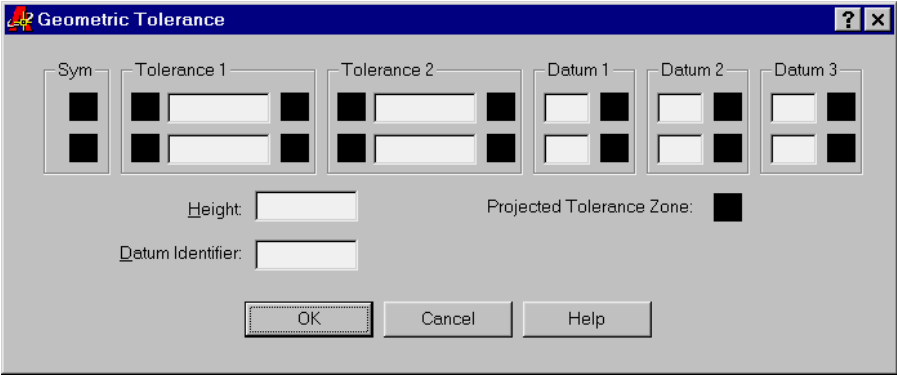 Geometric Tolerance
Sym Tolerance 1 Tolerance 2 Datum 1 Datum 2 Datum 3
Height: Projected Tolerance Zone:
Datum Identifier:
OK Cancel Help